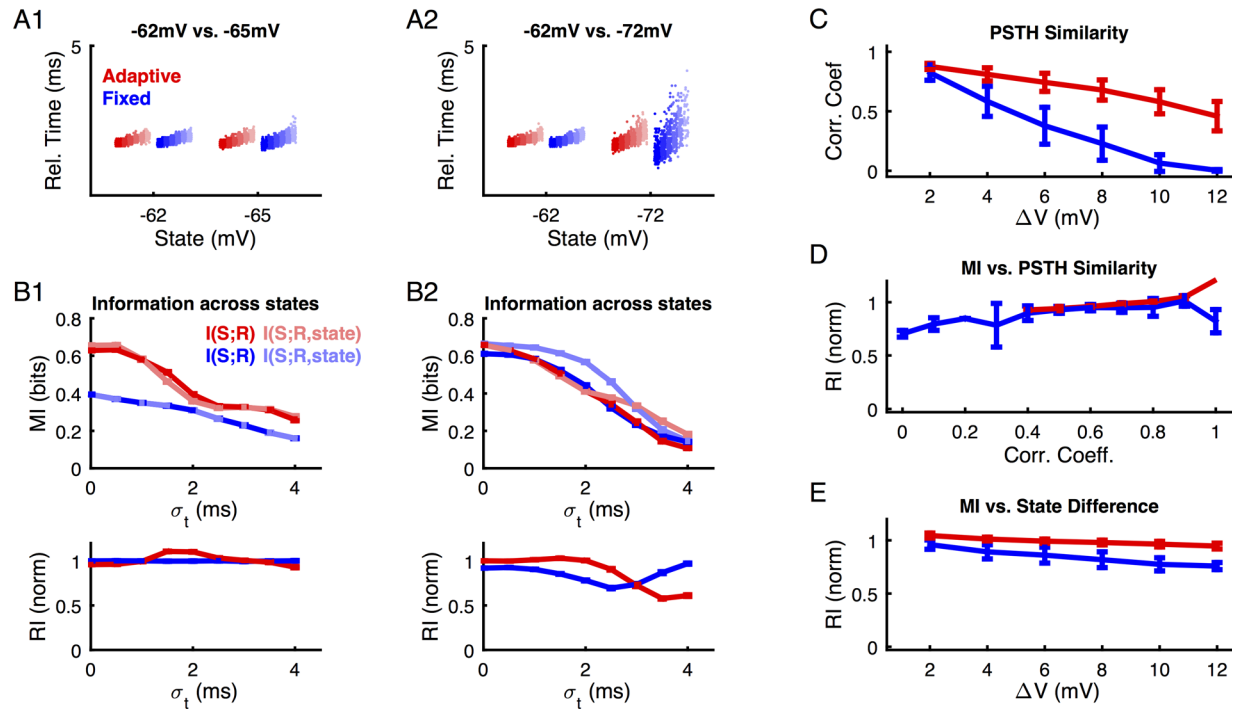 A1
-62mV vs. -65mV
5
Adaptive
Fixed
Rel. Time (ms)
-62
-65
State (mV)
A2
-62mV vs. -72mV
5
Rel. Time (ms)
-62
-72
State (mV)
B1
Information across states
0.8
0.6
0.4
0.2
0
I(S;R) I(S;R,state)
I(S;R) I(S;R,state)
MI (bits)
0
2
4
σt (ms)
1
0.5
0
RI (norm)
0
2
4
σt (ms)
B2
Information across states
0.8
0.6
0.4
0.2
0
MI (bits)
0
2
4
σt (ms)
1
0.5
0
RI (norm)
0
2
4
σt (ms)
C
PSTH Similarity
1
0.5
0
Corr. Coef
2
4
6
8
10
12
ΔV (mV)
D
MI vs. PSTH Similarity
1
0.5
0
RI (norm)
0
0.2
0.4
0.6
0.8
1
Corr. Coeff.
E
MI vs. State Difference
1
0.5
0
RI (norm)
2
4
6
8
10
12
ΔV (mV)